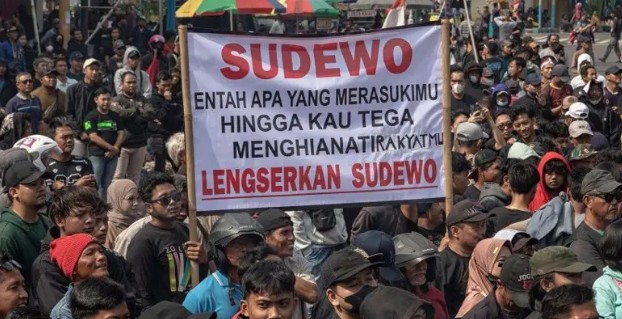 SUDEWO
ENTAH APA YANG MERASUKIMU
HINGGA KAU TEGA
MENGHIANATI RAKYATMU
LENGSERKAN SUDEWO